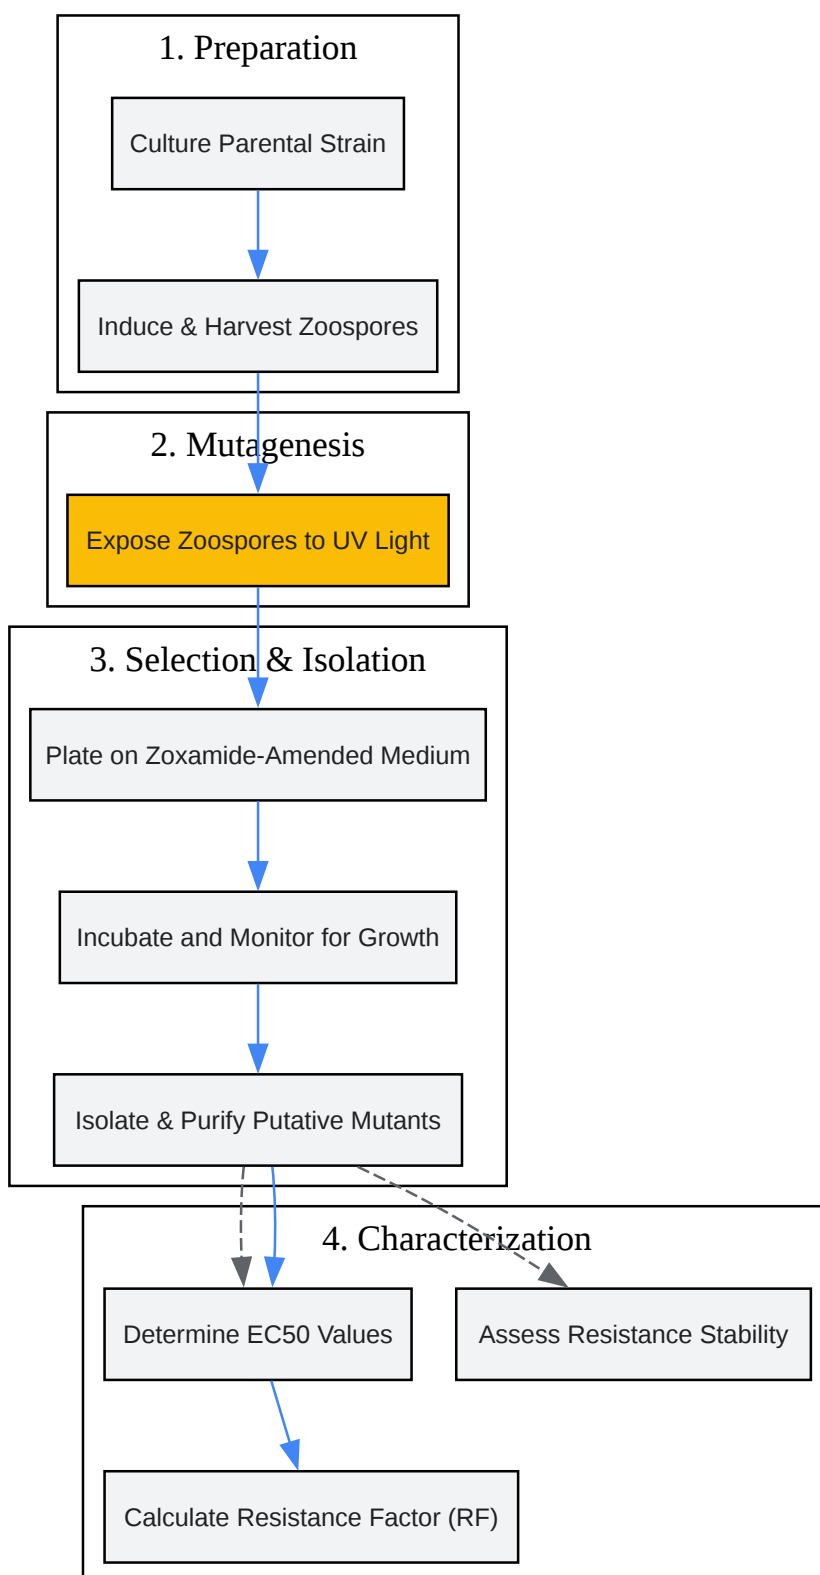 1. Preparation
Culture Parental Strain
Induce & Harvest Zoospores
2. Mutagenesis
Expose Zoospores to UV Light
3. Selection & Isolation
Plate on Zoxamide-Amended Medium
Incubate and Monitor for Growth
Isolate & Purify Putative Mutants
4. Characterization
Determine EC50 Values
Assess Resistance Stability
Calculate Resistance Factor (RF)